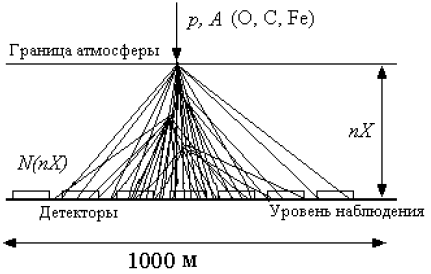 p, A (O, C, Fe)
Граница атмосферы
nX
N(nX)
Детекторы
Уровень наблюдения
1000 м